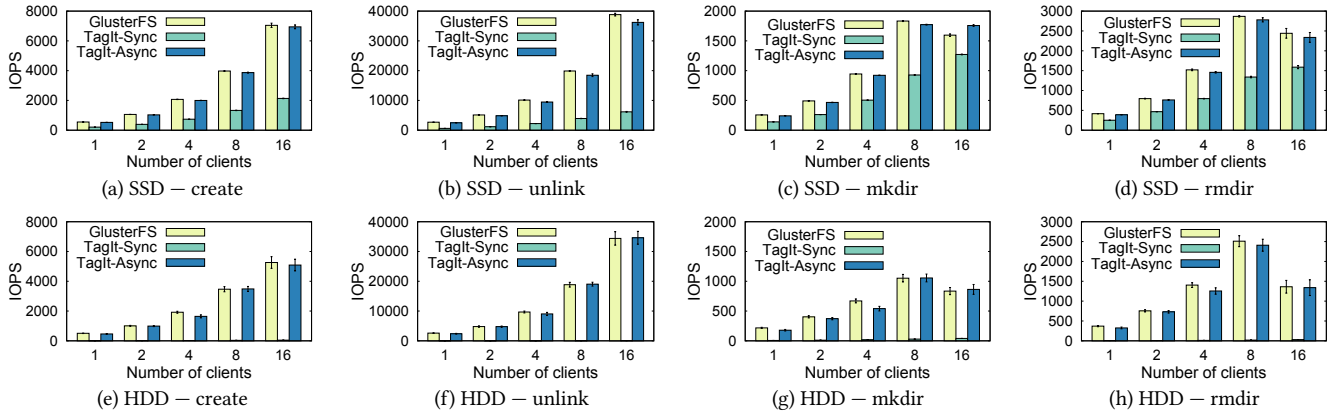 8000
6000
4000
2000
0
IOPS
GlusterFS
TagIt-Sync
TagIt-Async
1 2 4 8 16
Number of clients
(a) SSD – create
40000
30000
20000
10000
0
IOPS
GlusterFS
TagIt-Sync
TagIt-Async
1 2 4 8 16
Number of clients
(b) SSD – unlink
2000
1500
1000
500
0
IOPS
GlusterFS
TagIt-Sync
TagIt-Async
1 2 4 8 16
Number of clients
(c) SSD – mkdir
3000
2500
2000
1500
1000
500
0
IOPS
GlusterFS
TagIt-Sync
TagIt-Async
1 2 4 8 16
Number of clients
(d) SSD – rmdir
8000
6000
4000
2000
0
IOPS
GlusterFS
TagIt-Sync
TagIt-Async
1 2 4 8 16
Number of clients
(e) HDD – create
40000
30000
20000
10000
0
IOPS
GlusterFS
TagIt-Sync
TagIt-Async
1 2 4 8 16
Number of clients
(f) HDD – unlink
2000
1500
1000
500
0
IOPS
GlusterFS
TagIt-Sync
TagIt-Async
1 2 4 8 16
Number of clients
(g) HDD – mkdir
3000
2500
2000
1500
1000
500
0
IOPS
GlusterFS
TagIt-Sync
TagIt-Async
1 2 4 8 16
Number of clients
(h) HDD – rmdir